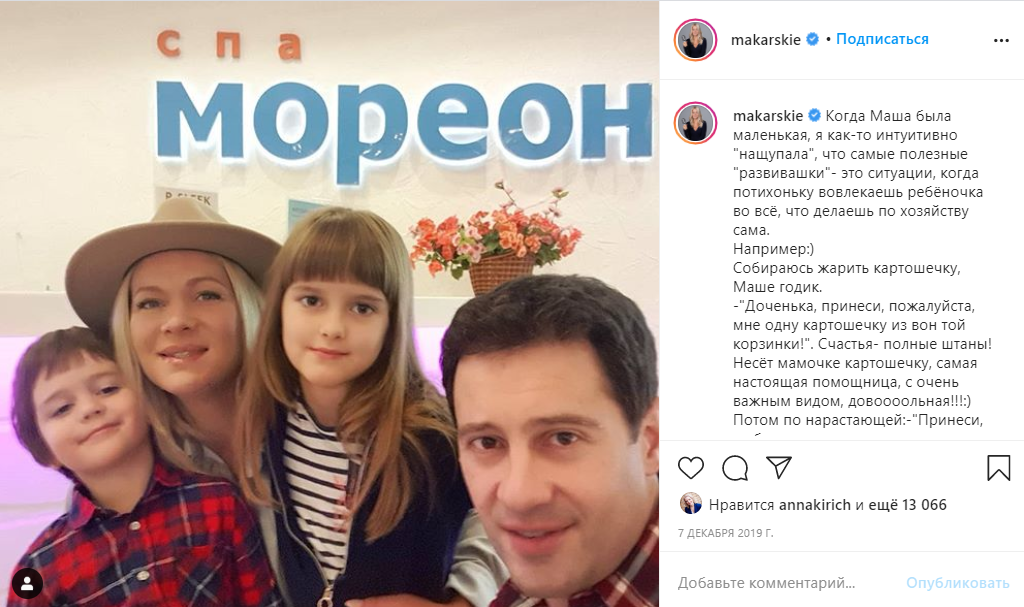 спа
мореон
makarskie • Подписаться
makarskie Когда Маша была
маленькая, я как-то интуитивно
"нащупала", что самые полезные
"развивашки"- это ситуации, когда
потихоньку вовлекаешь ребёночка
во всё, что делаешь по хозяйству
сама.
Например:)
Собираюсь жарить картошечку,
Маше годик.
-"Доченька, принеси, пожалуйста,
мне одну картошечку из вон той
корзинки!". Счастья- полные штаны!
Несёт мамочке картошечку, самая
настоящая помощница, с очень
важным видом, довоооольная!!!:)
Потом по нарастающей:-"Принеси,
Нравится annakirich и ещё 13 066
7 ДЕКАБРЯ 2019 Г.
Добавьте комментарий... Опубликовать